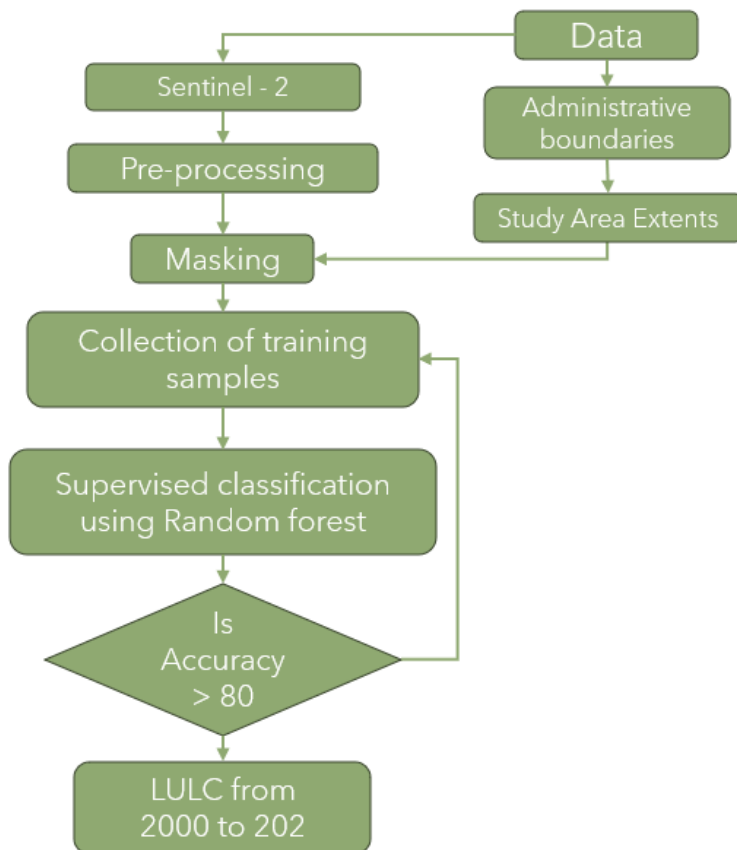 Data
Sentinel - 2
Administrative
boundaries
Pre-processing
Study Area Extents
Masking
Collection of training
samples
Supervised classification
using Random forest
Is
Accuracy
> 80
LULC from
2000 to 202